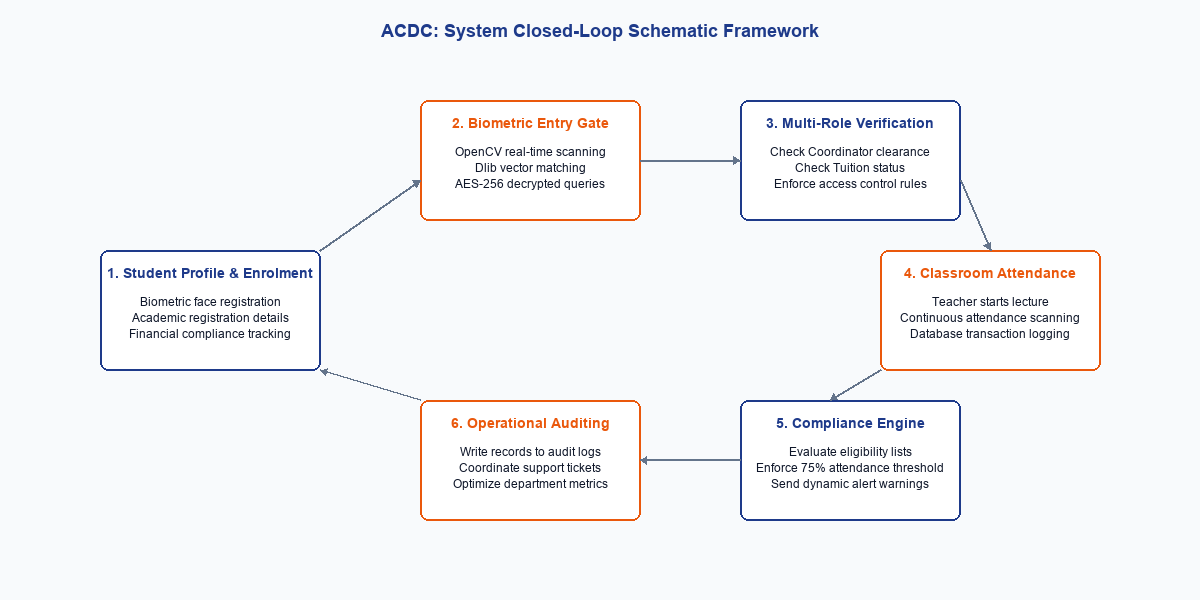 ACDC: System Closed-Loop Schematic Framework
1. Student Profile & Enrolment
Biometric face registration
Academic registration details
Financial compliance tracking
2. Biometric Entry Gate
OpenCV real-time scanning
Dlib vector matching
AES-256 decrypted queries
3. Multi-Role Verification
Check Coordinator clearance
Check Tuition status
Enforce access control rules
4. Classroom Attendance
Teacher starts lecture
Continuous attendance scanning
Database transaction logging
5. Compliance Engine
Evaluate eligibility lists
Enforce 75% attendance threshold
Send dynamic alert warnings
6. Operational Auditing
Write records to audit logs
Coordinate support tickets
Optimize department metrics